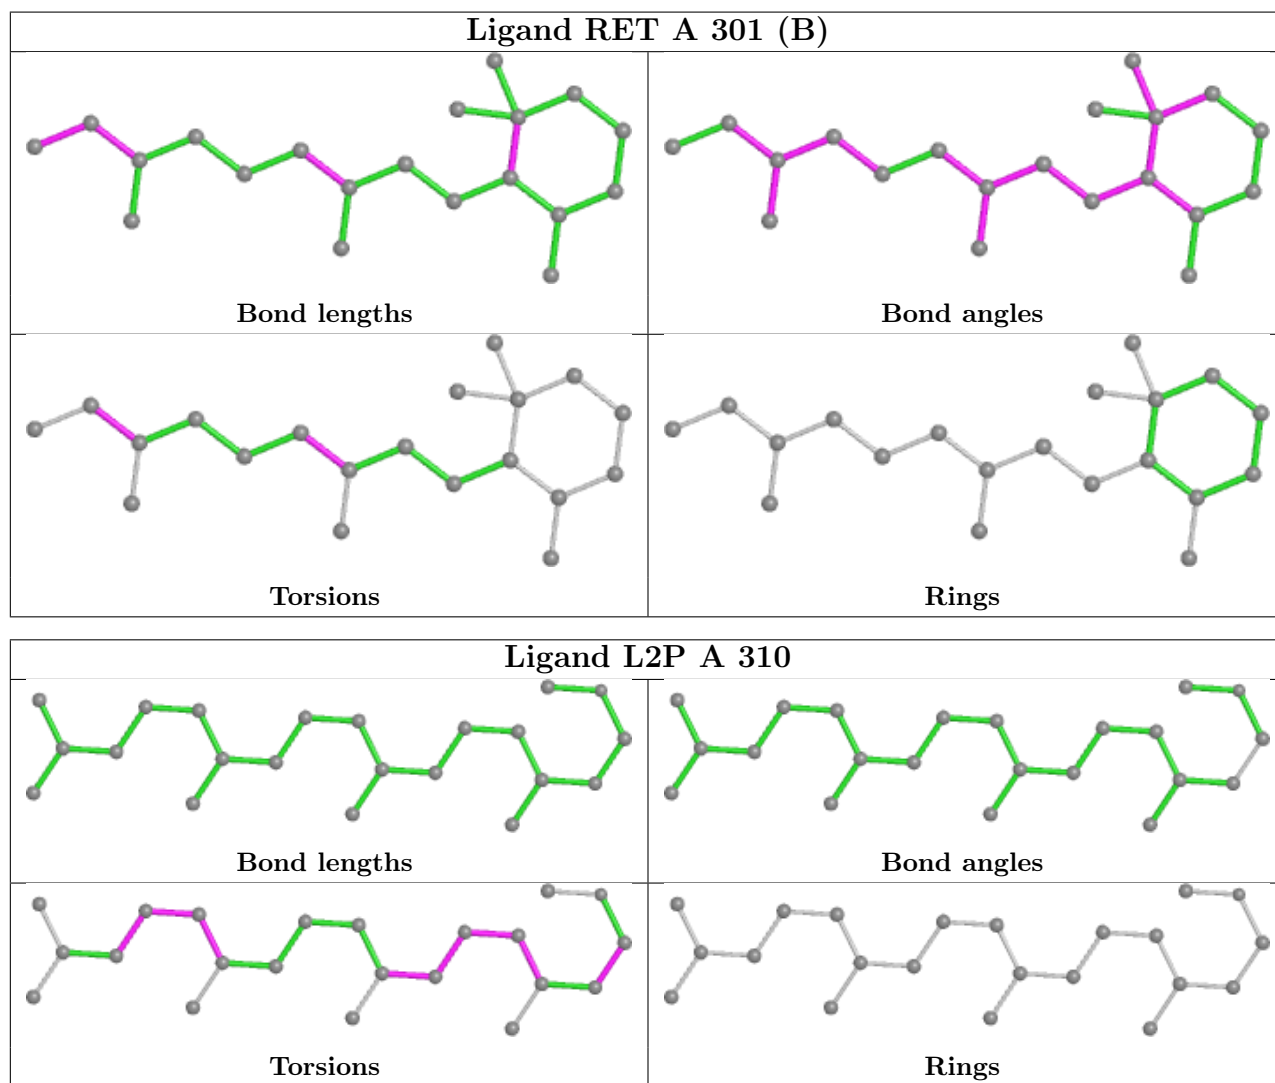 Ligand RET A 301 (B)
Bond lengths
Bond angles
Torsions
Rings
Ligand L2P A 310
Bond lengths
Bond angles
Torsions
Rings